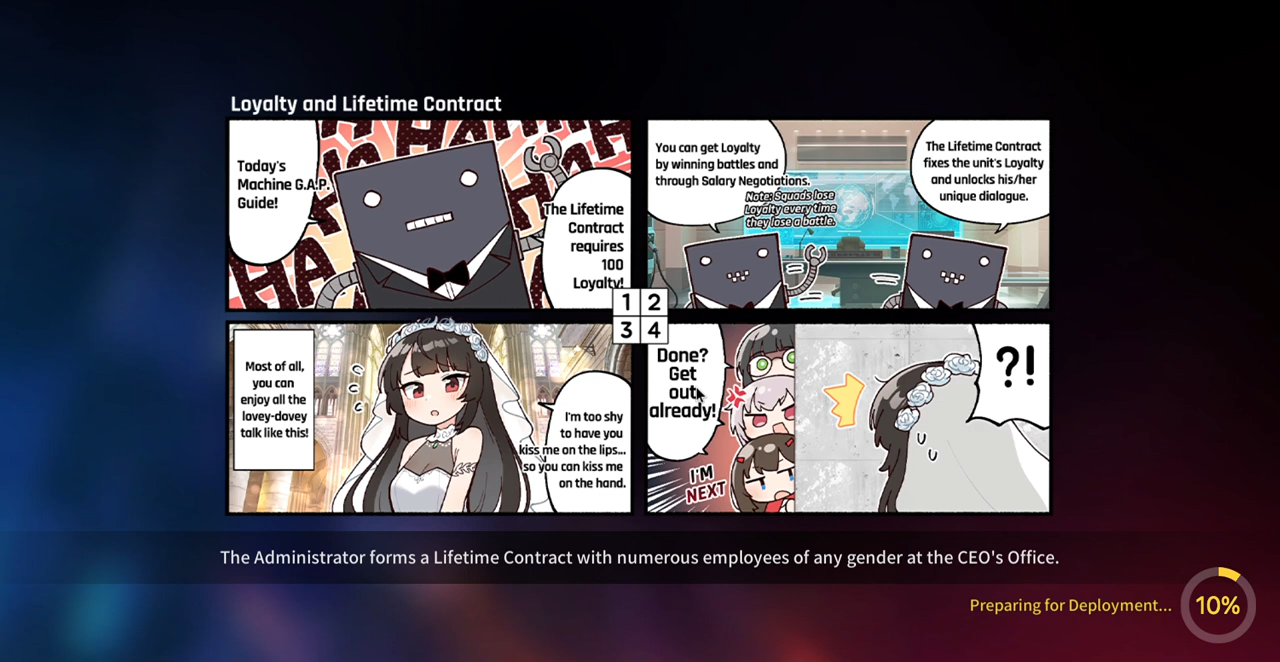 Loyalty and Lifetime Contract
Today's
Machine G.A.P.
Guide!
The Lifetime
Contract
requires
100
Loyalty!
You can get Loyalty
by winning battles and
through Salary Negotiations.
Note: Squads lose
Loyalty every time
they lose a battle.
The Lifetime Contract
fixes the unit's Loyalty
and unlocks his/her
unique dialogue.
1 2
3 4
Most of all,
you can
enjoy all the
lovey-davey
talk like this!
I'm too shy
to have you
kiss me on the lips...
so you can kiss me
on the hand.
Done?
Get
out
already!
I'M
NEXT
?!
The Administrator forms a Lifetime Contract with numerous employees of any gender at the CEO's Office.
Preparing for Deployment...
10%